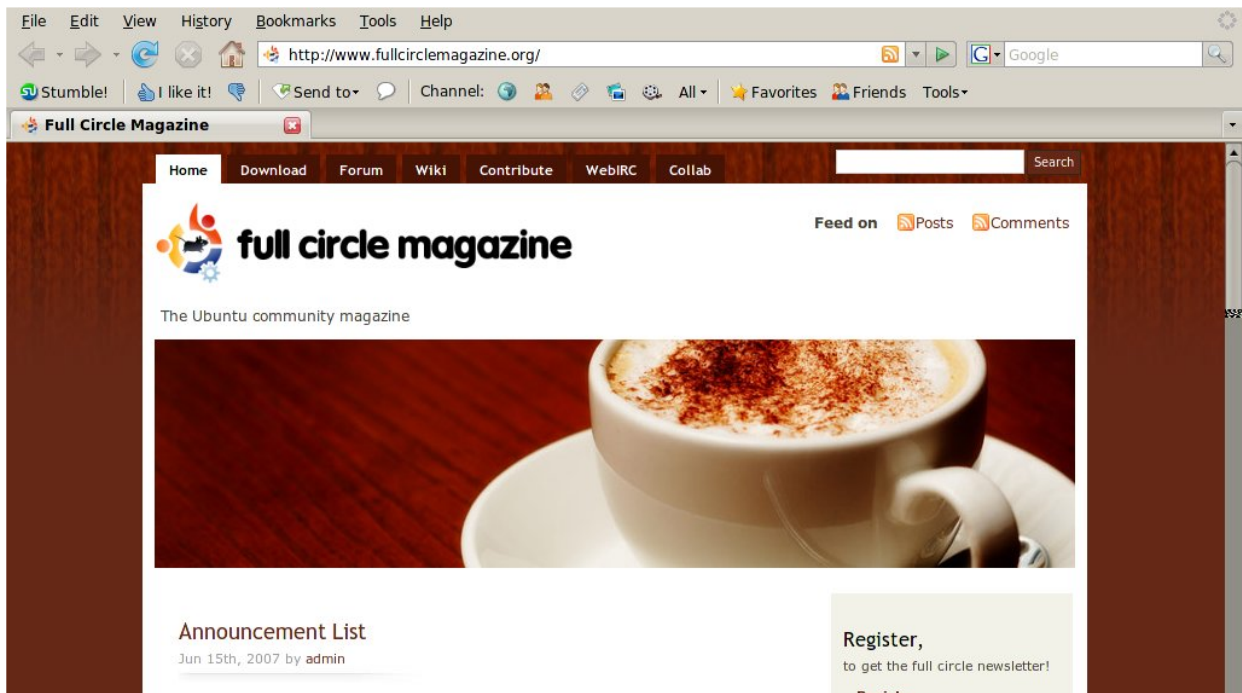 File Edit View History Bookmarks Tools Help
http://www.fullcirclemagazine.org/
G Google
Stumble! I like it! Send to Channel: All Favorites Friends Tools
Full Circle Magazine
Home Download Forum Wiki Contribute WebIRC Collab
Search
full circle magazine
Feed on Posts Comments
The Ubuntu community magazine
Announcement List
Jun 15th, 2007 by admin
Register,
to get the full circle newsletter!